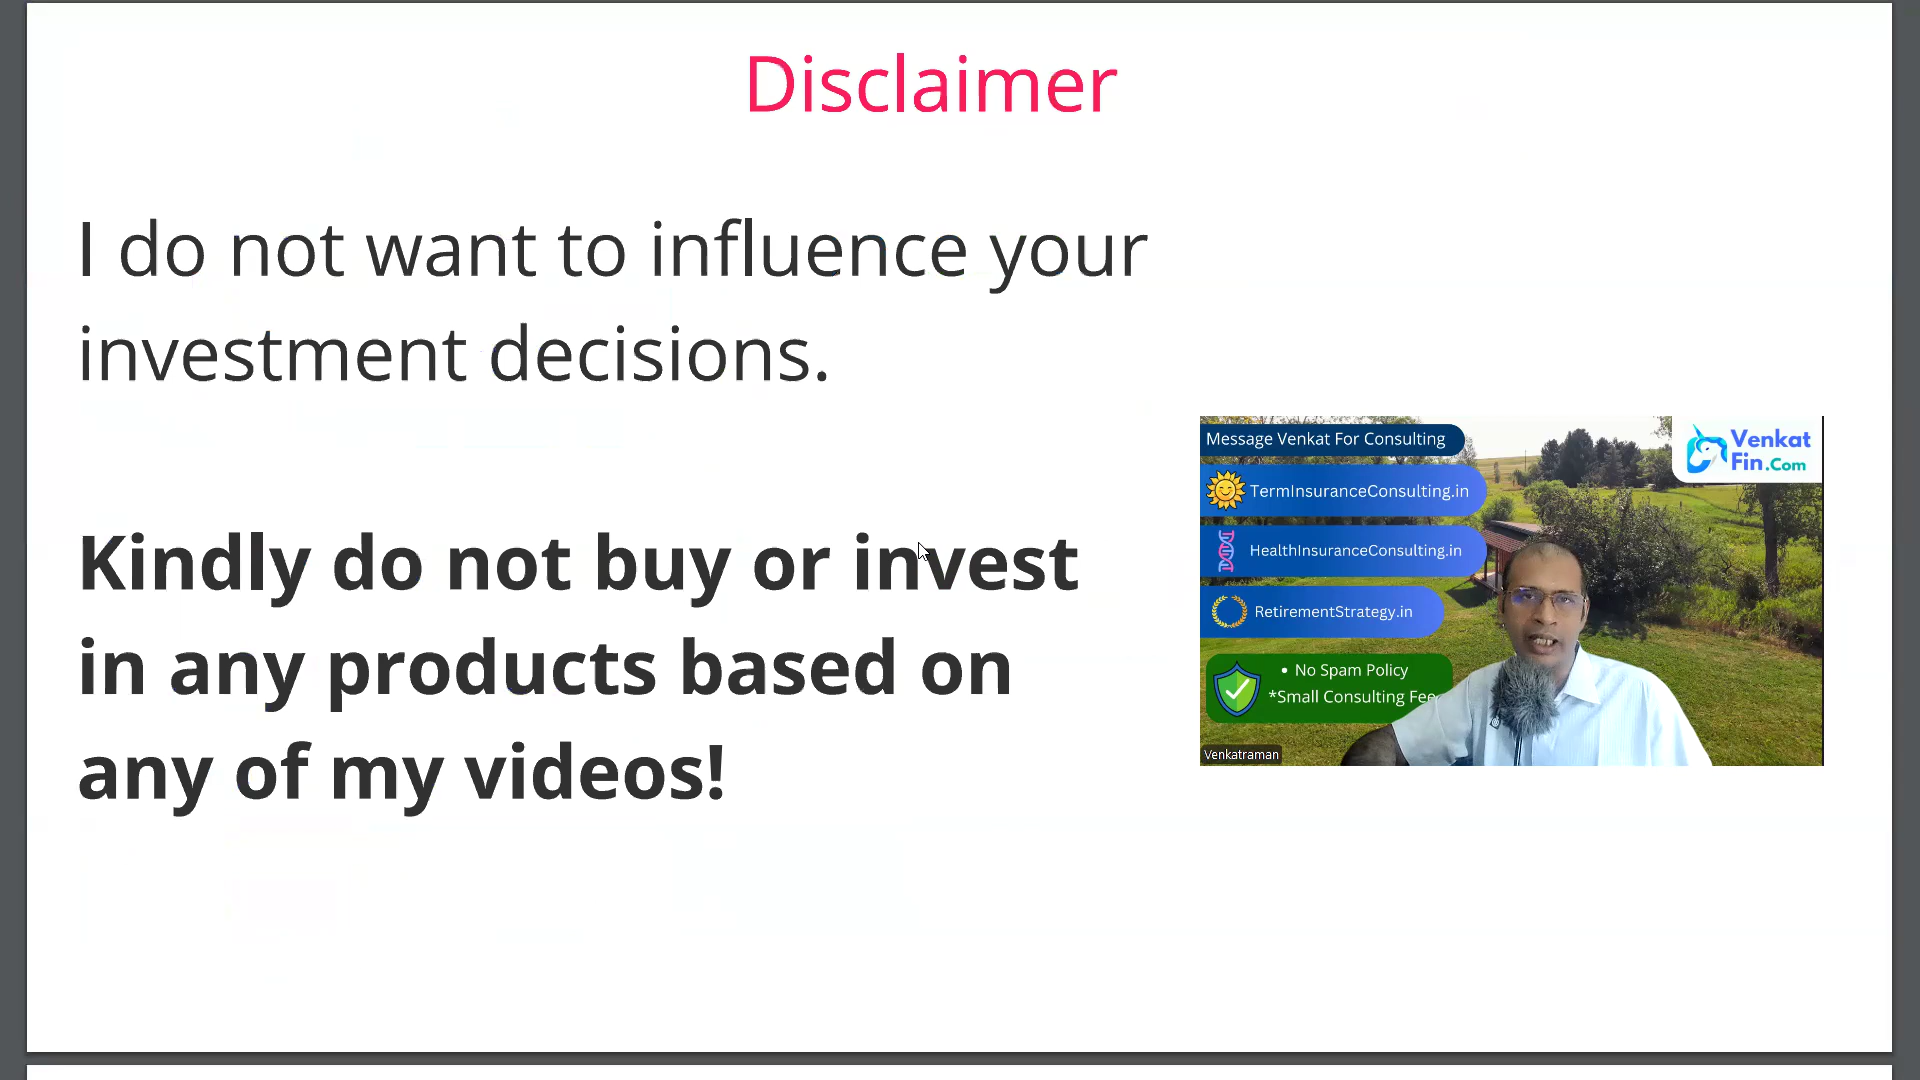 Disclaimer
I do not want to influence your
investment decisions.
Kindly do not buy or invest
in any products based on
any of my videos!
Message Venkat For Consulting
TermInsuranceConsulting.in
HealthInsuranceConsulting.in
RetirementStrategy.in
• No Spam Policy
*Small Consulting Fee
Venkatraman
Venkat
Fin.Com